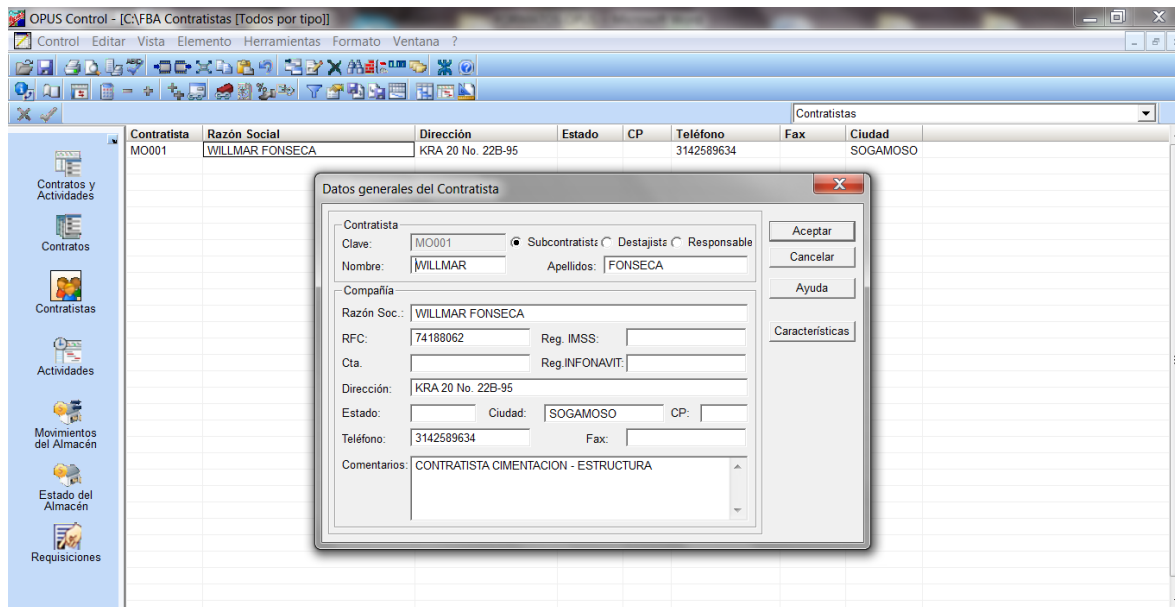 OPUS Control - [C:\FBA Contratistas [Todos por tipo]]
Control Editar Vista Elemento Herramientas Formato Ventana ?
Contratistas
Contratista Razón Social Dirección Estado CP Teléfono Fax Ciudad
MO001 WILLMAR FONSECA KRA 20 No. 22B-95 3142589634 SOGAMOSO
Contratos y
Actividades
Contratos
Contratistas
Actividades
Movimientos
del Almacén
Estado del
Almacén
Requisiciones
Datos generales del Contratista
Contratista
Clave: MO001 Subcontratista Destajista Responsable
Nombre: WILLMAR Apellidos: FONSECA
Compañía
Razón Soc.: WILLMAR FONSECA
RFC: 74188062 Reg. IMSS:
Cta. Reg.INFONAVIT:
Dirección: KRA 20 No. 22B-95
Estado: Ciudad: SOGAMOSO CP:
Teléfono: 3142589634 Fax:
Comentarios: CONTRATISTA CIMENTACION - ESTRUCTURA
Aceptar
Cancelar
Ayuda
Características